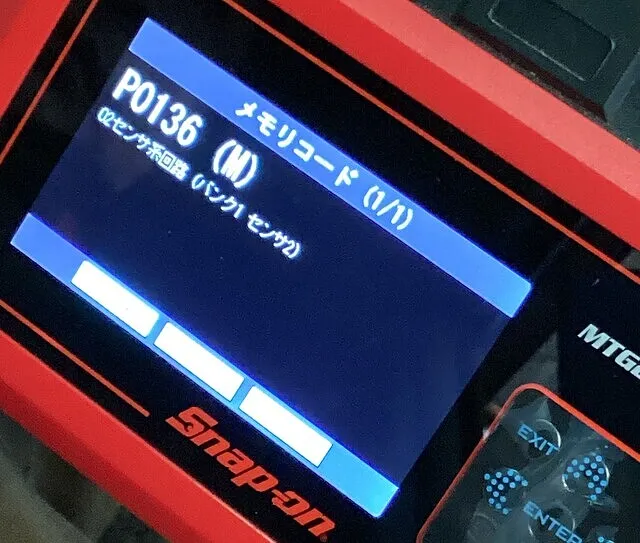 メモリコード (1/1)
P0136 (M)
O2センサ系回路 (バンク1 センサ2)
Snap-on
EXIT
ENTER